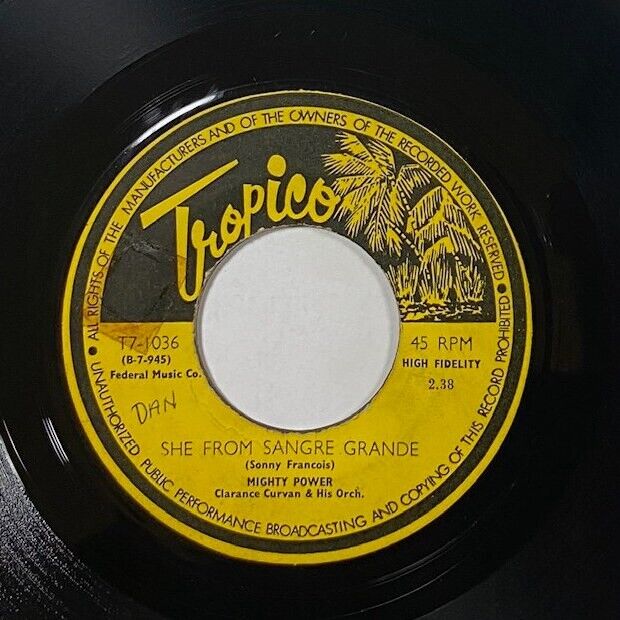 ALL RIGHTS OF THE MANUFACTURERS AND OF THE OWNERS OF THE RECORDED WORK RESERVED
Tropico
T7-1036
(B-7-945)
Federal Music Co.
45 RPM
HIGH FIDELITY
2.38
DAN
SHE FROM SANGRE GRANDE
(Sonny Francois)
MIGHTY POWER
Clarance Curvan & His Orch.
UNAUTHORIZED PUBLIC PERFORMANCE BROADCASTING AND COPYING OF THIS RECORD PROHIBITED